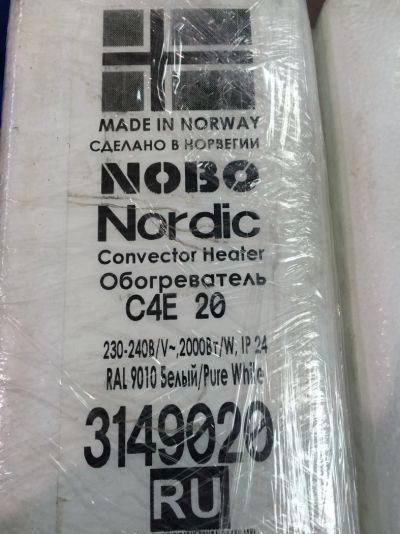 MADE IN NORWAY
СДЕЛАНО В НОРВЕГИИ
NOBO
Nordic
Convector Heater
Обогреватель
C4E 20
230-240В/V~,2000Вт/W, IP 24
RAL 9010 Белый/Pure White
3149020
RU